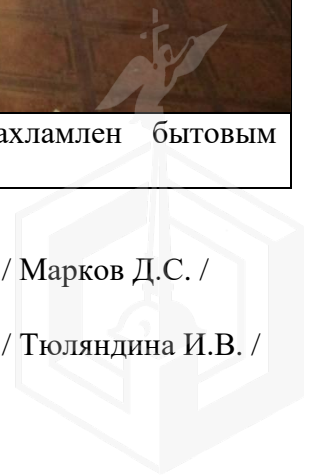 ахламлен бытовым
/ Марков Д.С. /
/ Тюляндина И.В. /